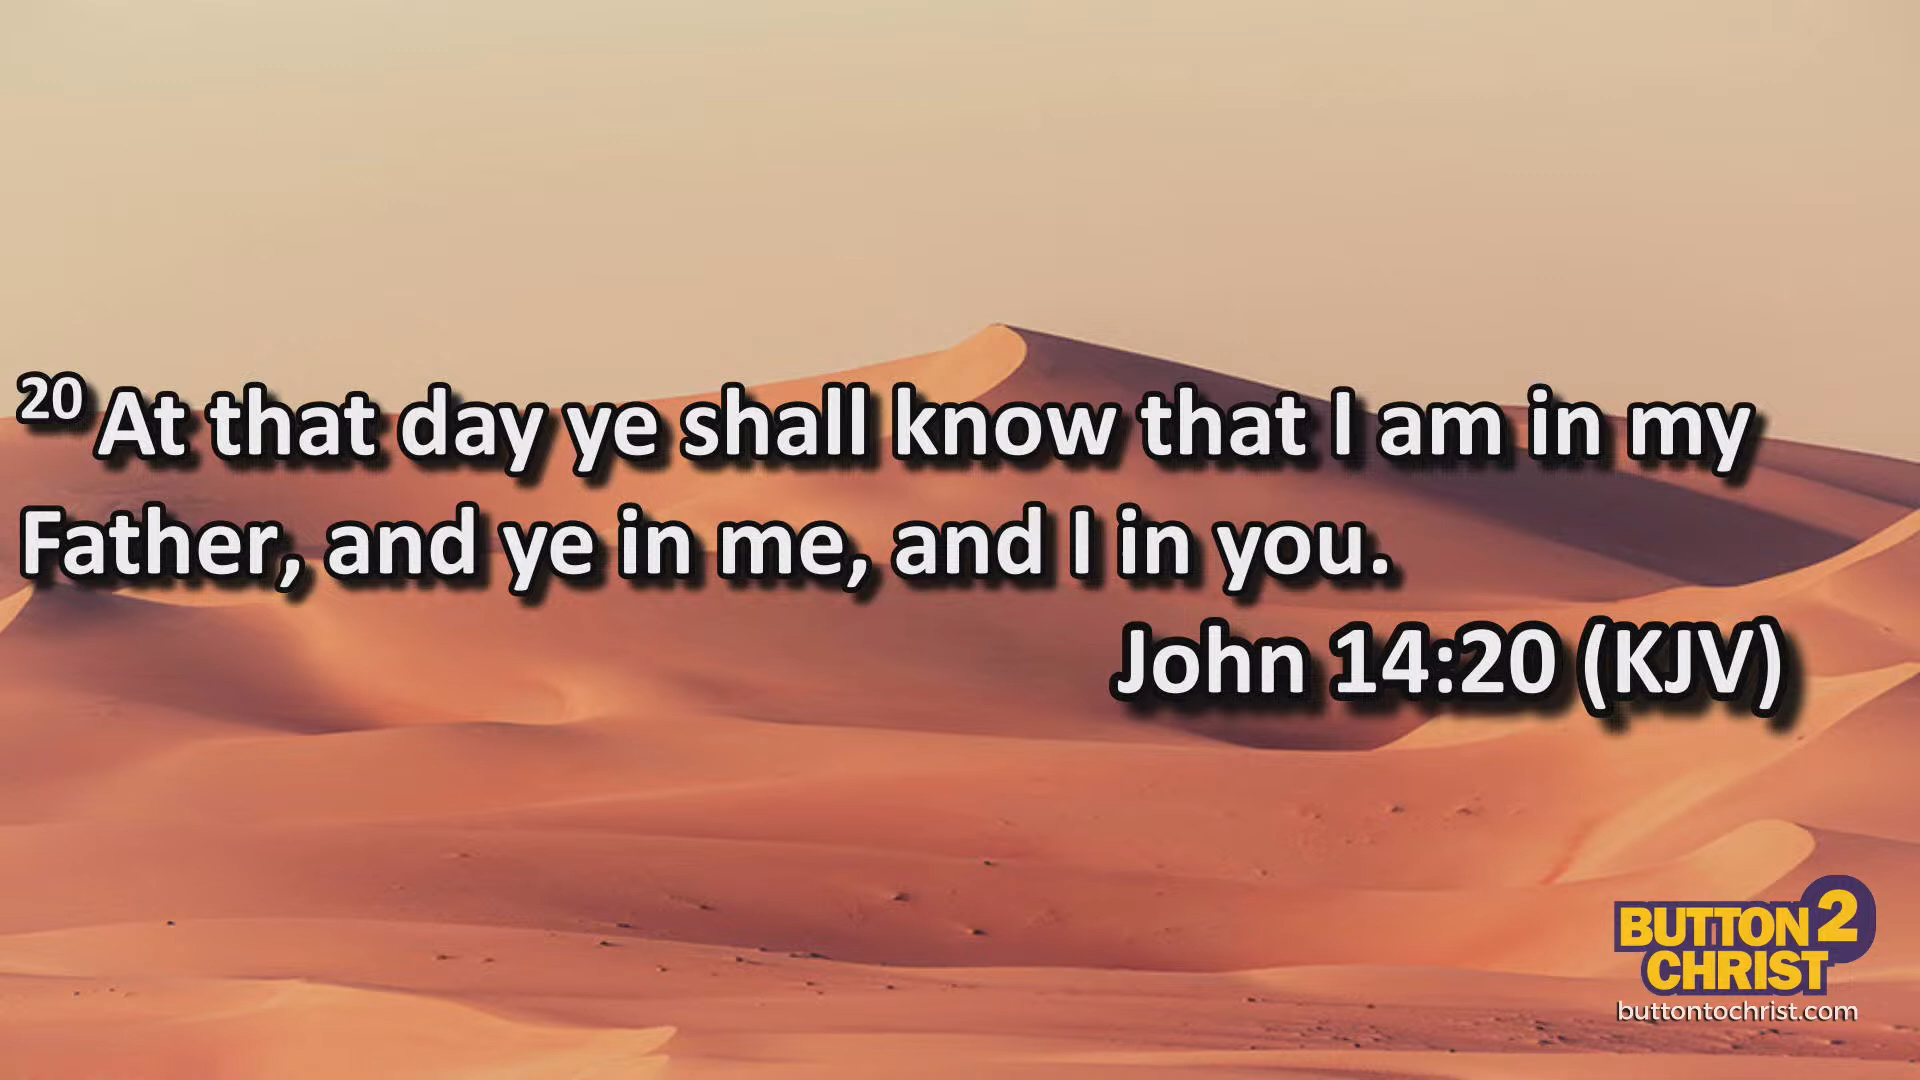 20 At that day ye shall know that I am in my
Father, and ye in me, and I in you.
John 14:20 (KJV)
BUTTON 2
CHRIST
buttontochrist.com